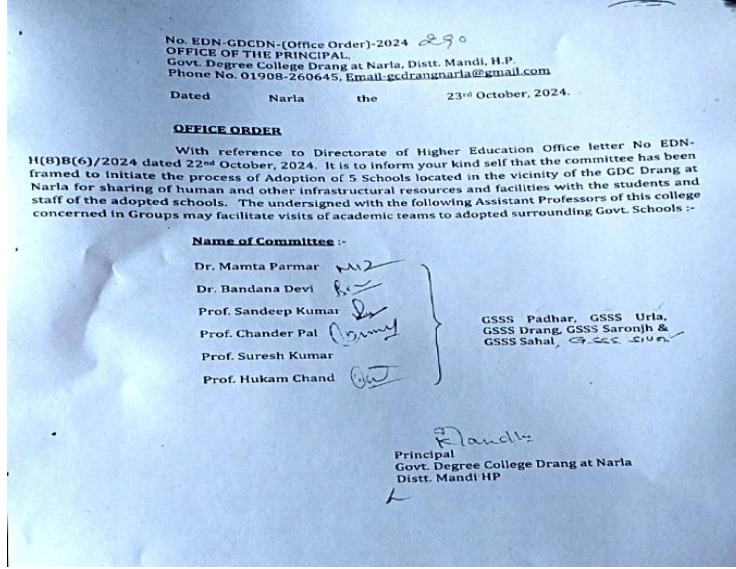 No. EDN-GDCDN-(Office Order)-2024 290
OFFICE OF THE PRINCIPAL,
Govt. Degree College Drang at Narla, Distt. Mandi, H.P.
Phone No. 01908-260645, Email-gcdrangnarla@gmail.com
Dated Narla the 23rd October, 2024.
OFFICE ORDER
With reference to Directorate of Higher Education Office letter No EDN-
H(8)B(6)/2024 dated 22nd October, 2024. It is to inform your kind self that the committee has been
framed to initiate the process of Adoption of 5 Schools located in the vicinity of the GDC Drang at
Narla for sharing of human and other infrastructural resources and facilities with the students and
staff of the adopted schools. The undersigned with the following Assistant Professors of this college
concerned in Groups may facilitate visits of academic teams to adopted surrounding Govt. Schools :-
Name of Committee :-
Dr. Mamta Parmar
Dr. Bandana Devi
Prof. Sandeep Kumar
Prof. Chander Pal
Prof. Suresh Kumar
Prof. Hukam Chand
GSSS Padhar, GSSS Urla,
GSSS Drang, GSSS Saronjh &
GSSS Sahal,
Principal
Govt. Degree College Drang at Narla
Distt. Mandi HP